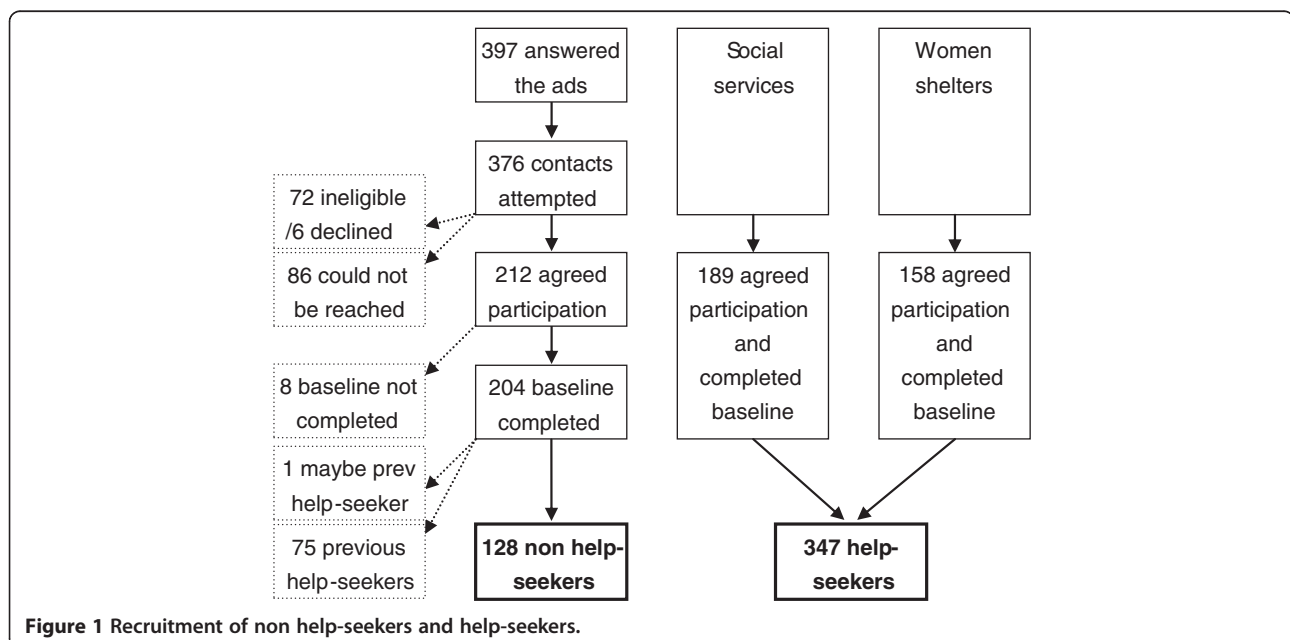 397 answered
the ads
Social
services
Women
shelters
376 contacts
attempted
72 ineligible
/6 declined
86 could not
be reached
212 agreed
participation
189 agreed
participation
and
completed
baseline
158 agreed
participation
and
completed
baseline
8 baseline not
completed
204 baseline
completed
1 maybe prev
help-seeker
75 previous
help-seekers
128 non help-
seekers
347 help-
seekers
Figure 1 Recruitment of non help-seekers and help-seekers.